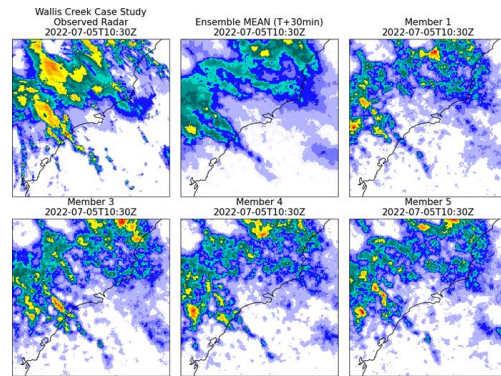 Wallis Creek Case Study
Observed Radar
2022-07-05T10:30Z
Ensemble MEAN (T+30min)
2022-07-05T10:30Z
Member 1
2022-07-05T10:30Z
Member 3
2022-07-05T10:30Z
Member 4
2022-07-05T10:30Z
Member 5
2022-07-05T10:30Z